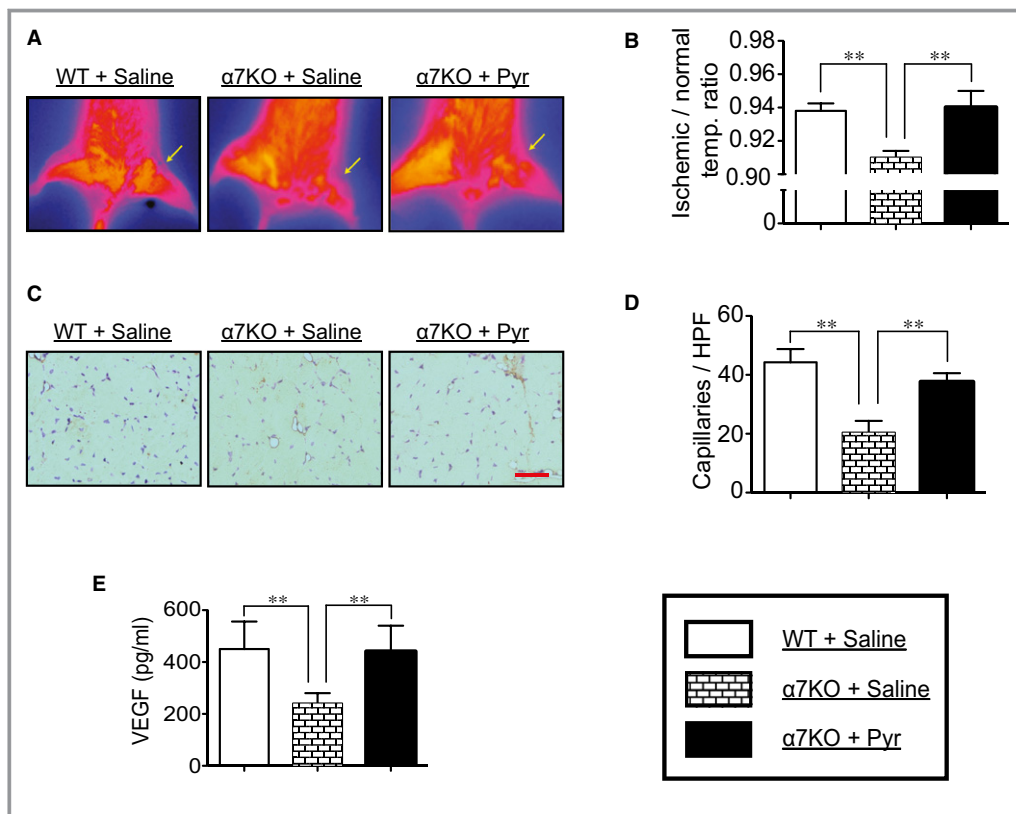 A
WT + Saline
α7KO + Saline
α7KO + Pyr
B
Ischemic / normal
temp. ratio
0.98
0.96
0.94
0.92
0.90
0
**
**
C
WT + Saline
α7KO + Saline
α7KO + Pyr
D
Capillaries / HPF
60
40
20
0
**
**
E
VEGF (pg/ml)
600
400
200
0
**
**
WT + Saline
α7KO + Saline
α7KO + Pyr